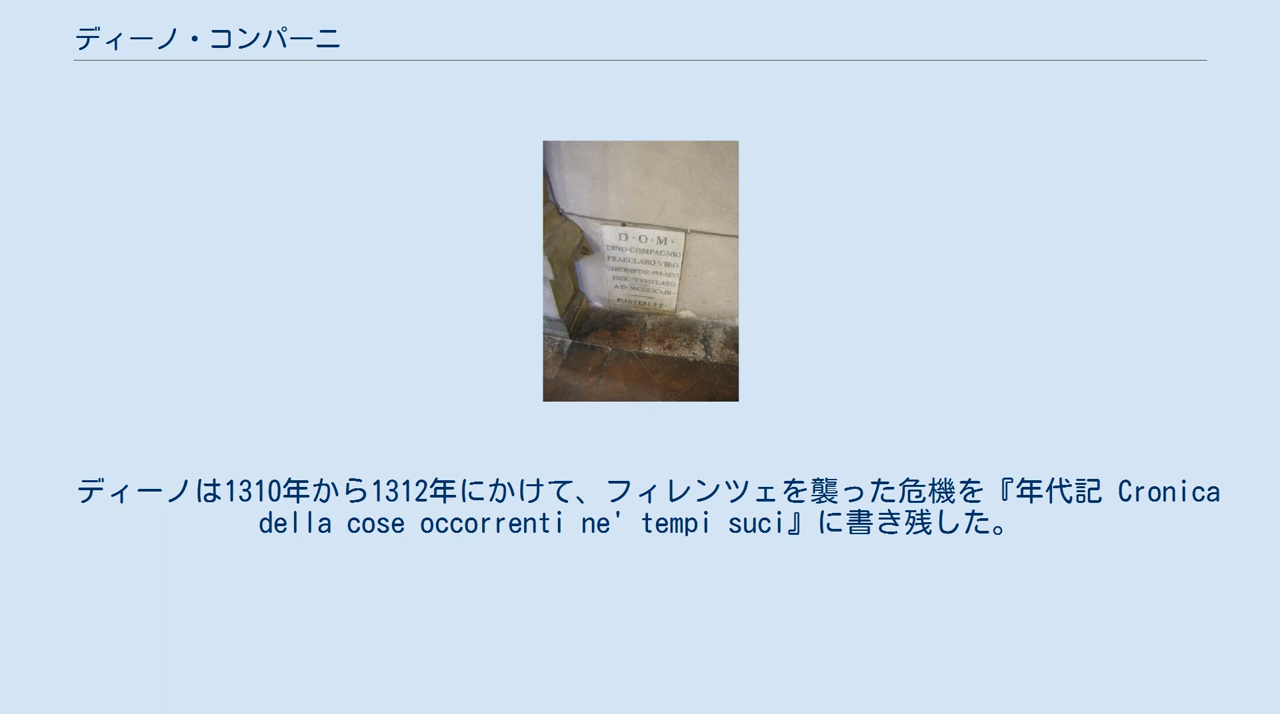 ディーノ・コンパーニ
D·O·M·
DINO·COMPAGNIO
PRAECLARO·VIRO
A·D·MCCCXXIII·
PONTERI P.P.
ディーノは1310年から1312年にかけて、フィレンツェを襲った危機を『年代記 Cronica
della cose occorrenti ne' tempi suci』に書き残した。